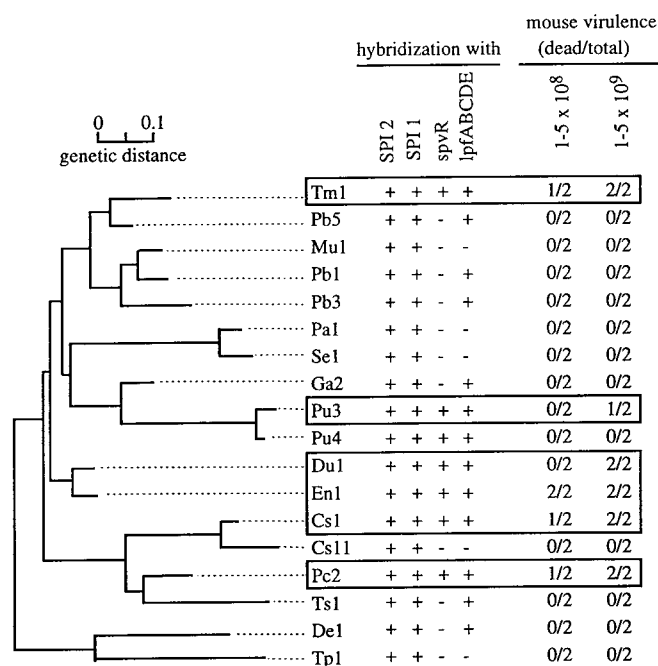 mouse virulence
hybridization with (dead/total)
0 0.1
genetic distance
SPI 2 SPI 1 spvR lpfABCDE 1-5 x 10⁸ 1-5 x 10⁹
Tm1 + + + + 1/2 2/2
Pb5 + + - + 0/2 0/2
Mu1 + + - - 0/2 0/2
Pb1 + + - + 0/2 0/2
Pb3 + + - + 0/2 0/2
Pa1 + + - - 0/2 0/2
Se1 + + - - 0/2 0/2
Ga2 + + - + 0/2 0/2
Pu3 + + + + 0/2 1/2
Pu4 + + + + 0/2 0/2
Du1 + + + + 0/2 2/2
En1 + + + + 2/2 2/2
Cs1 + + + + 1/2 2/2
Cs11 + + - - 0/2 0/2
Pc2 + + + + 1/2 2/2
Ts1 + + - + 0/2 0/2
De1 + + - + 0/2 0/2
Tp1 + + - - 0/2 0/2